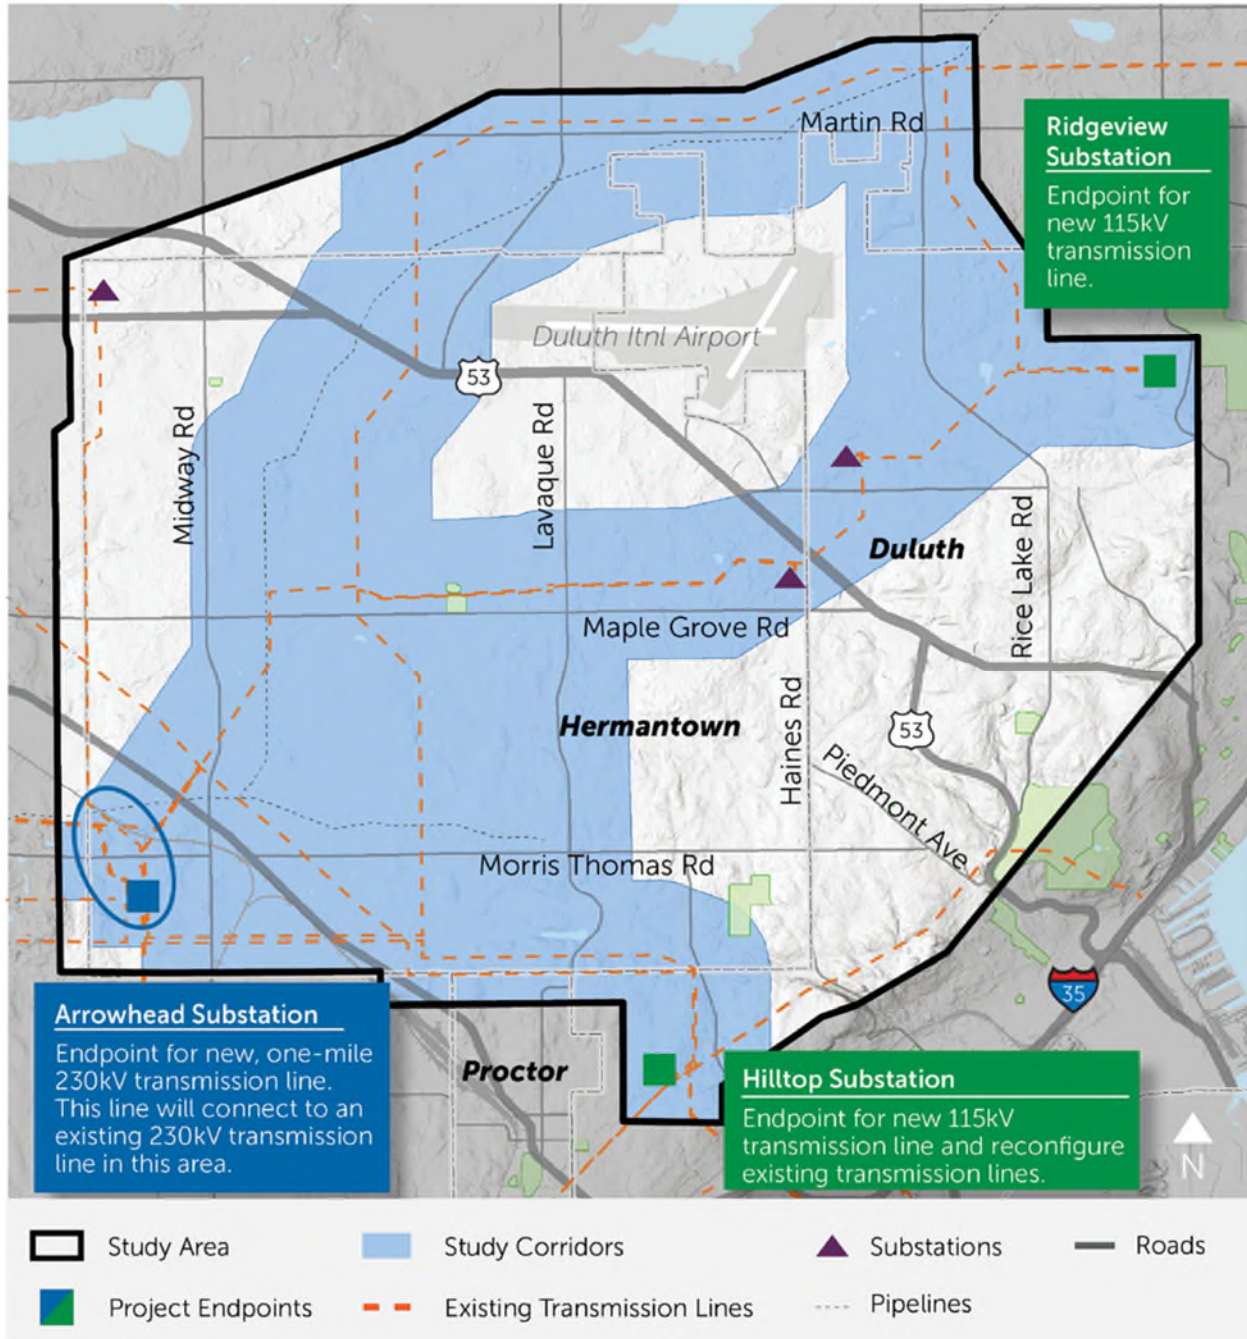 Martin Rd
Ridgeview
Substation
Endpoint for
new 115kV
transmission
line.
Duluth Itnl Airport
53
Midway Rd
Lavaque Rd
Duluth
Rice Lake Rd
Maple Grove Rd
Hermantown
Haines Rd
53
Piedmont Ave
Morris Thomas Rd
35
Arrowhead Substation
Endpoint for new, one-mile
230kV transmission line.
This line will connect to an
existing 230kV transmission
line in this area.
Proctor
Hilltop Substation
Endpoint for new 115kV
transmission line and reconfigure
existing transmission lines.
N
Study Area
Study Corridors
Substations
Roads
Project Endpoints
Existing Transmission Lines
Pipelines